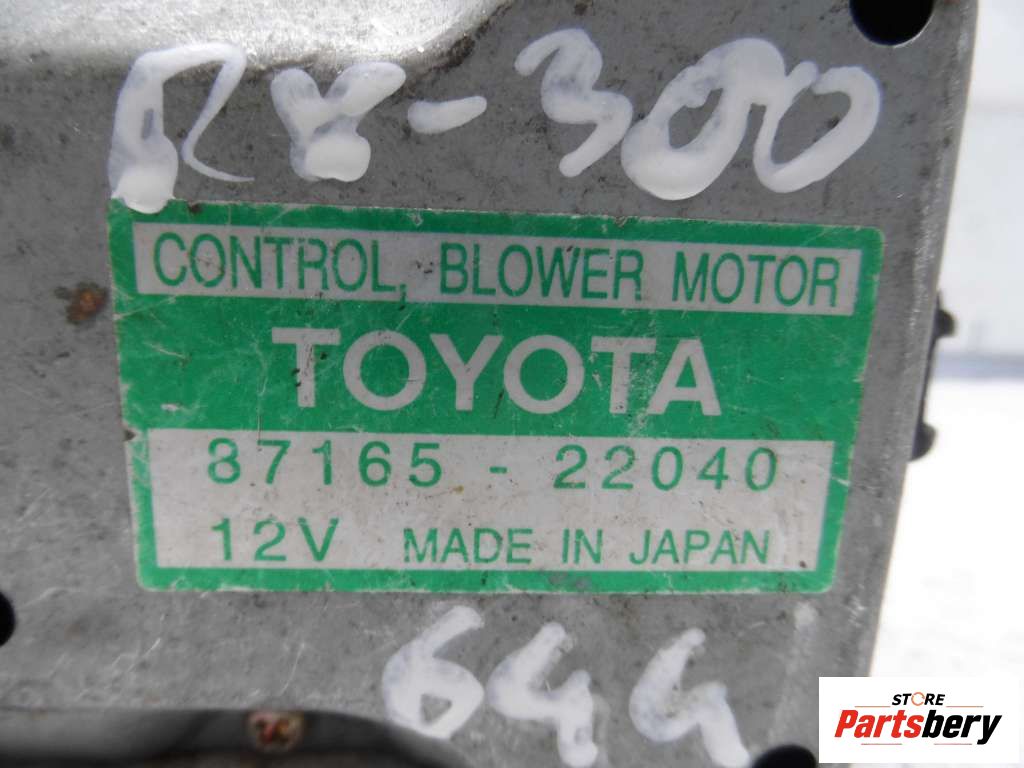 RX-300
CONTROL, BLOWER MOTOR
TOYOTA
87165 - 22040
12V MADE IN JAPAN
644
STORE
Partsbery